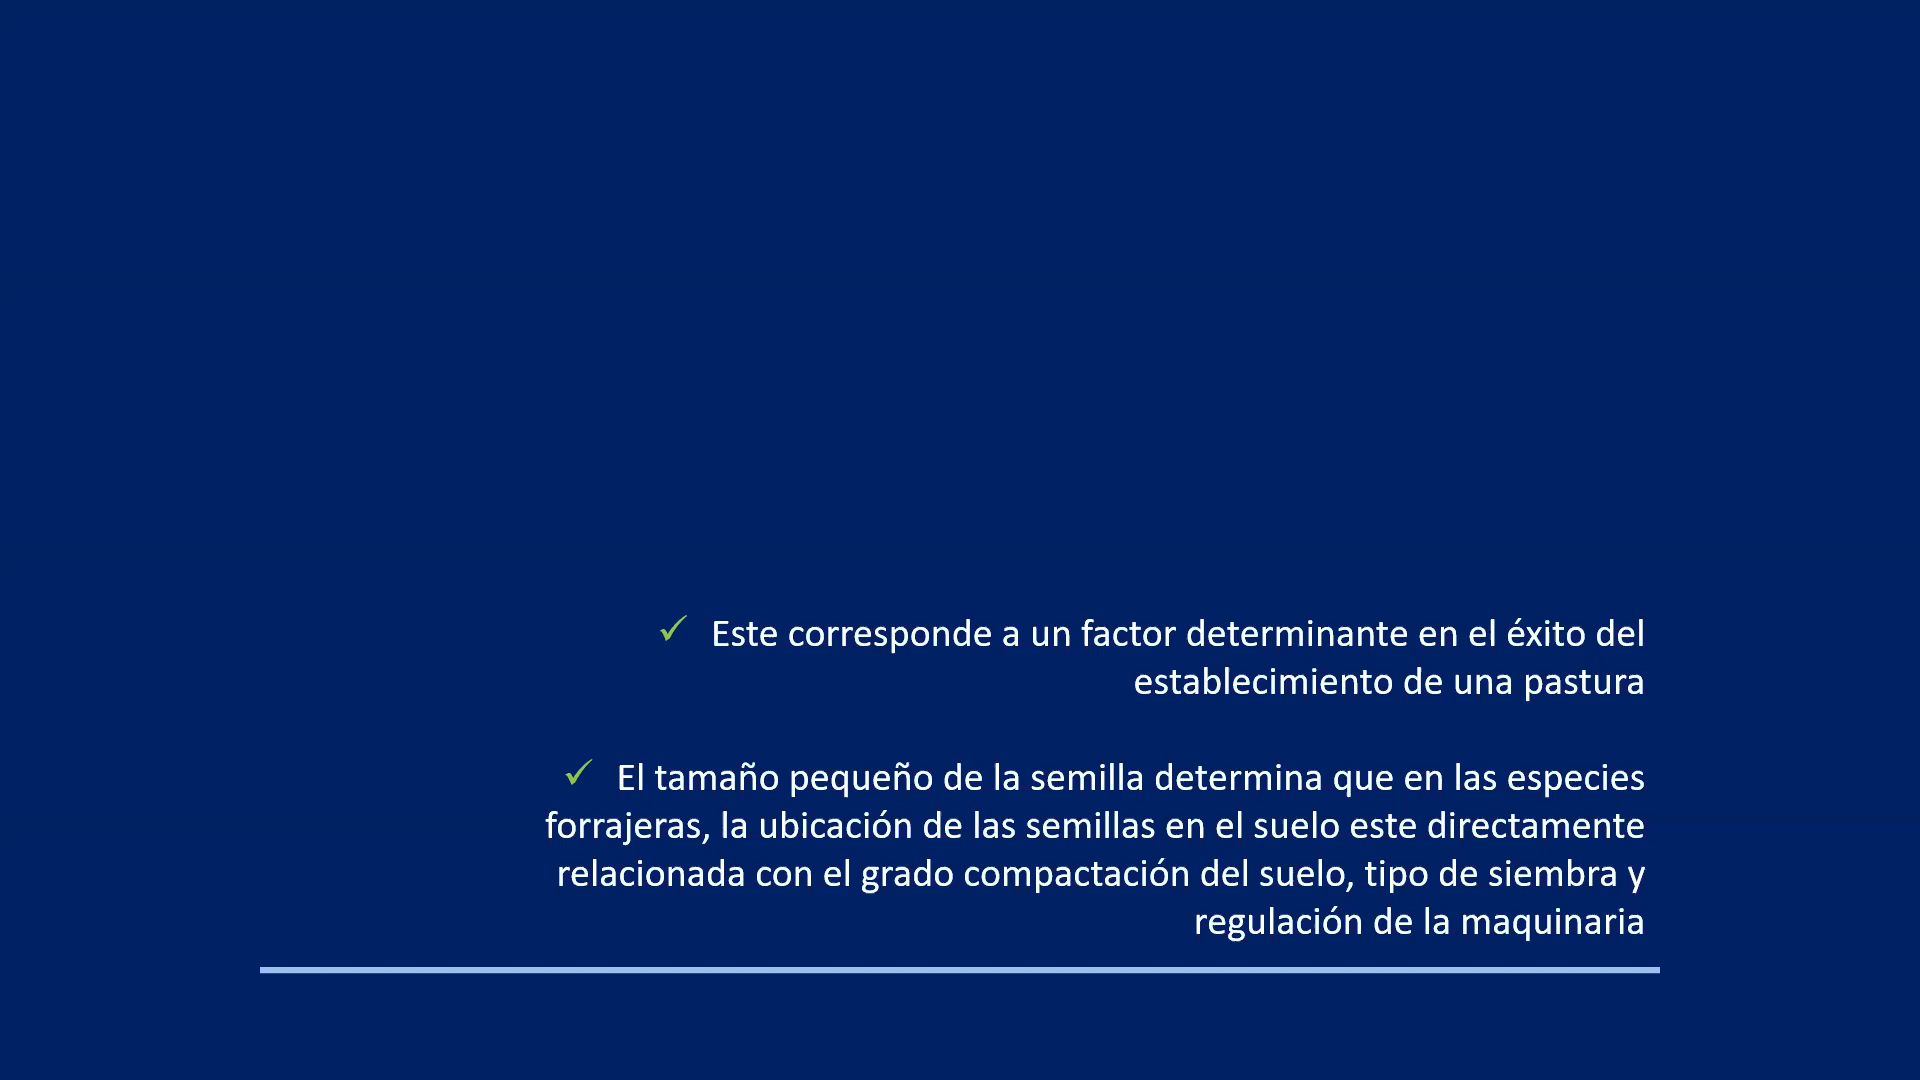 ✓ Este corresponde a un factor determinante en el éxito del
establecimiento de una pastura
✓ El tamaño pequeño de la semilla determina que en las especies
forrajeras, la ubicación de las semillas en el suelo este directamente
relacionada con el grado compactación del suelo, tipo de siembra y
regulación de la maquinaria